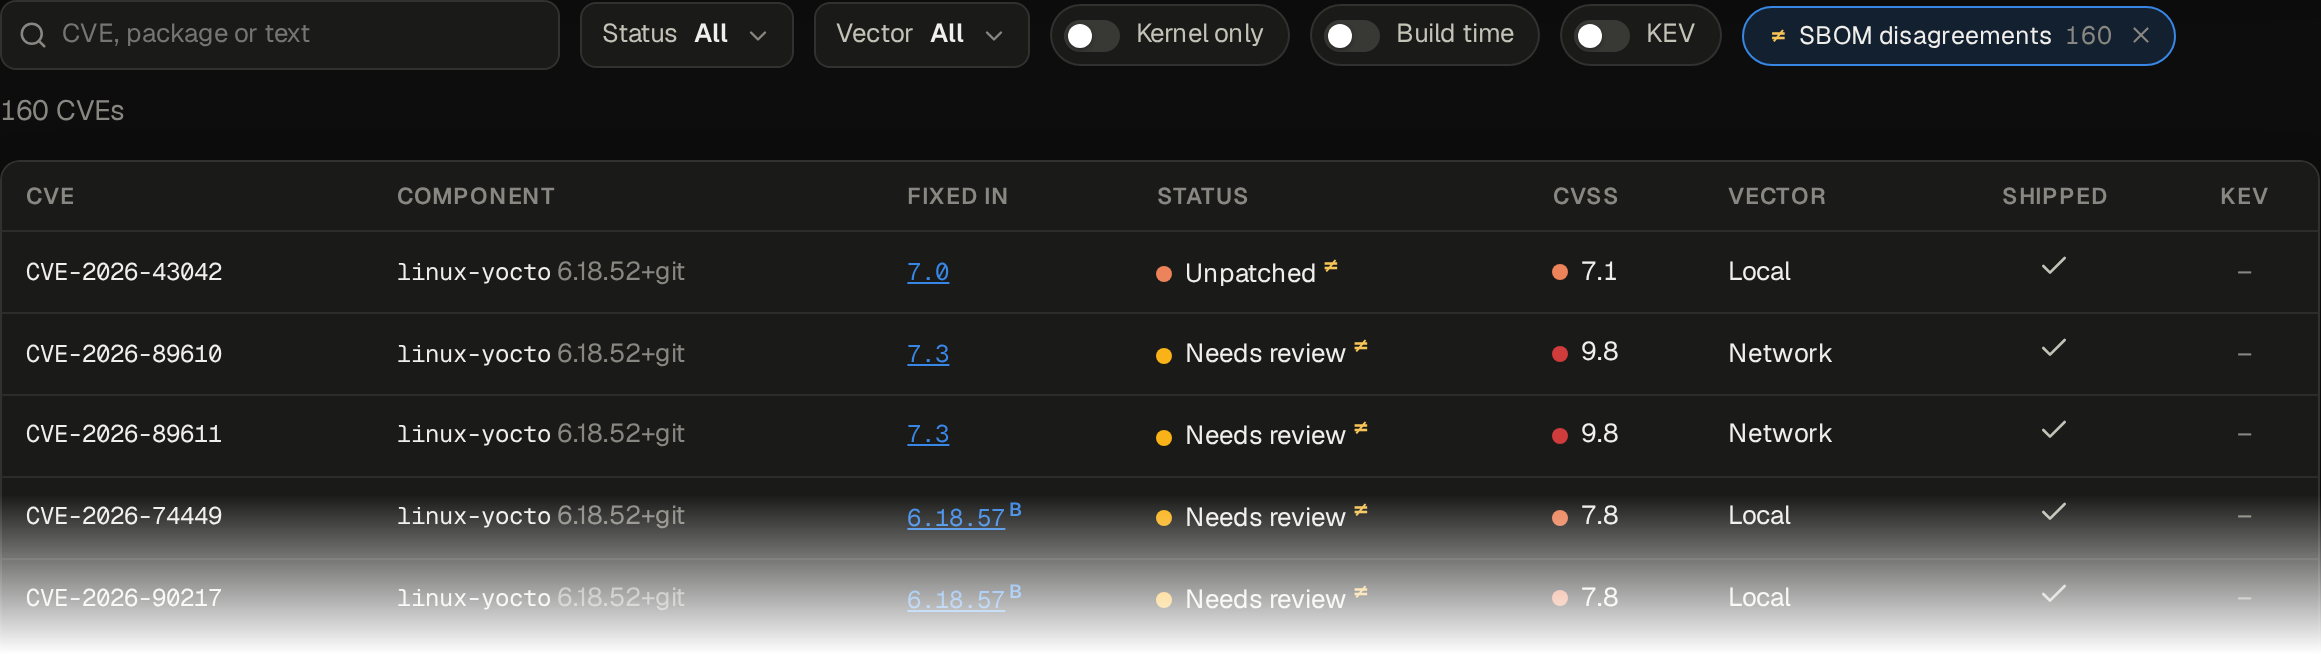 CVE, package or text Status All Vector All Kernel only Build time KEV ≠ SBOM disagreements 160 ×
160 CVEs
CVE COMPONENT FIXED IN STATUS CVSS VECTOR SHIPPED KEV
CVE-2026-43042 linux-yocto 6.18.52+git 7.0 Unpatched ≠ 7.1 Local ✓ –
CVE-2026-89610 linux-yocto 6.18.52+git 7.3 Needs review ≠ 9.8 Network ✓ –
CVE-2026-89611 linux-yocto 6.18.52+git 7.3 Needs review ≠ 9.8 Network ✓ –
CVE-2026-74449 linux-yocto 6.18.52+git 6.18.57 B Needs review ≠ 7.8 Local ✓ –
CVE-2026-90217 linux-yocto 6.18.52+git 6.18.57 B Needs review ≠ 7.8 Local ✓ –